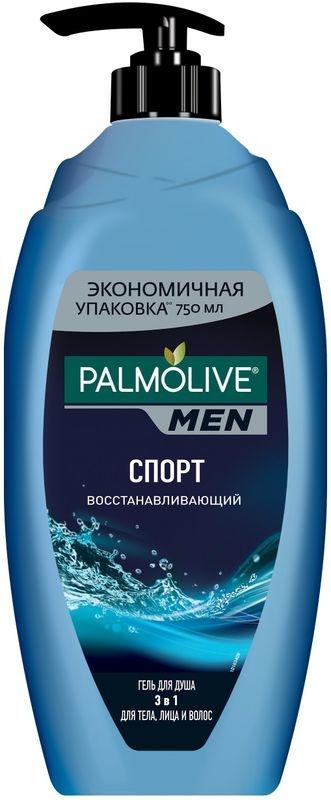 ЭКОНОМИЧНАЯ
УПАКОВКА°° 750 мл
PALMOLIVE®
MEN
СПОРТ
ВОССТАНАВЛИВАЮЩИЙ
ГЕЛЬ ДЛЯ ДУША
3 в 1
ДЛЯ ТЕЛА, ЛИЦА И ВОЛОС